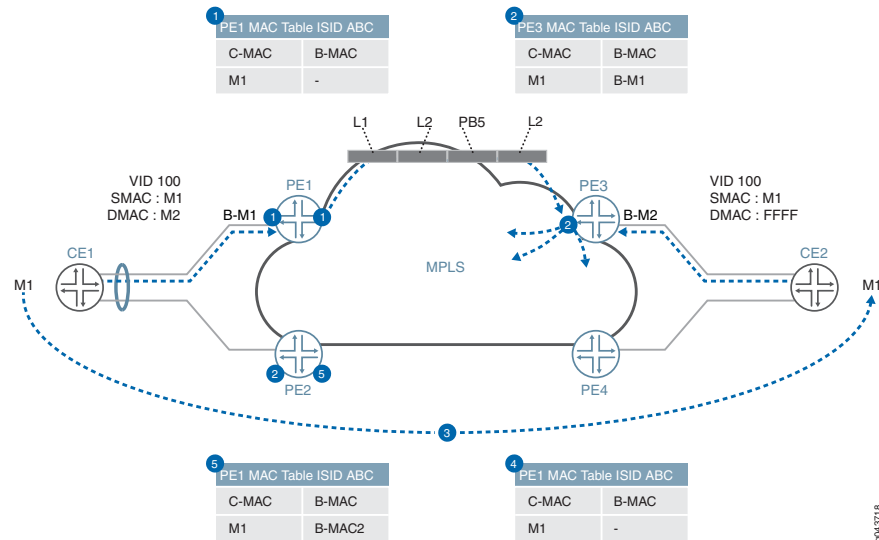 1
PE1 MAC Table ISID ABC
C-MAC B-MAC
M1 -
2
PE3 MAC Table ISID ABC
C-MAC B-MAC
M1 B-M1
L1 L2 PB5 L2
VID 100
SMAC : M1
DMAC : M2
PE1
B-M1
1 1
CE1
M1
MPLS
PE3
2
B-M2
VID 100
SMAC : M1
DMAC : FFFF
CE2
M1
2 5
PE2
PE4
3
5
PE1 MAC Table ISID ABC
C-MAC B-MAC
M1 B-MAC2
4
PE1 MAC Table ISID ABC
C-MAC B-MAC
M1 -
g043718